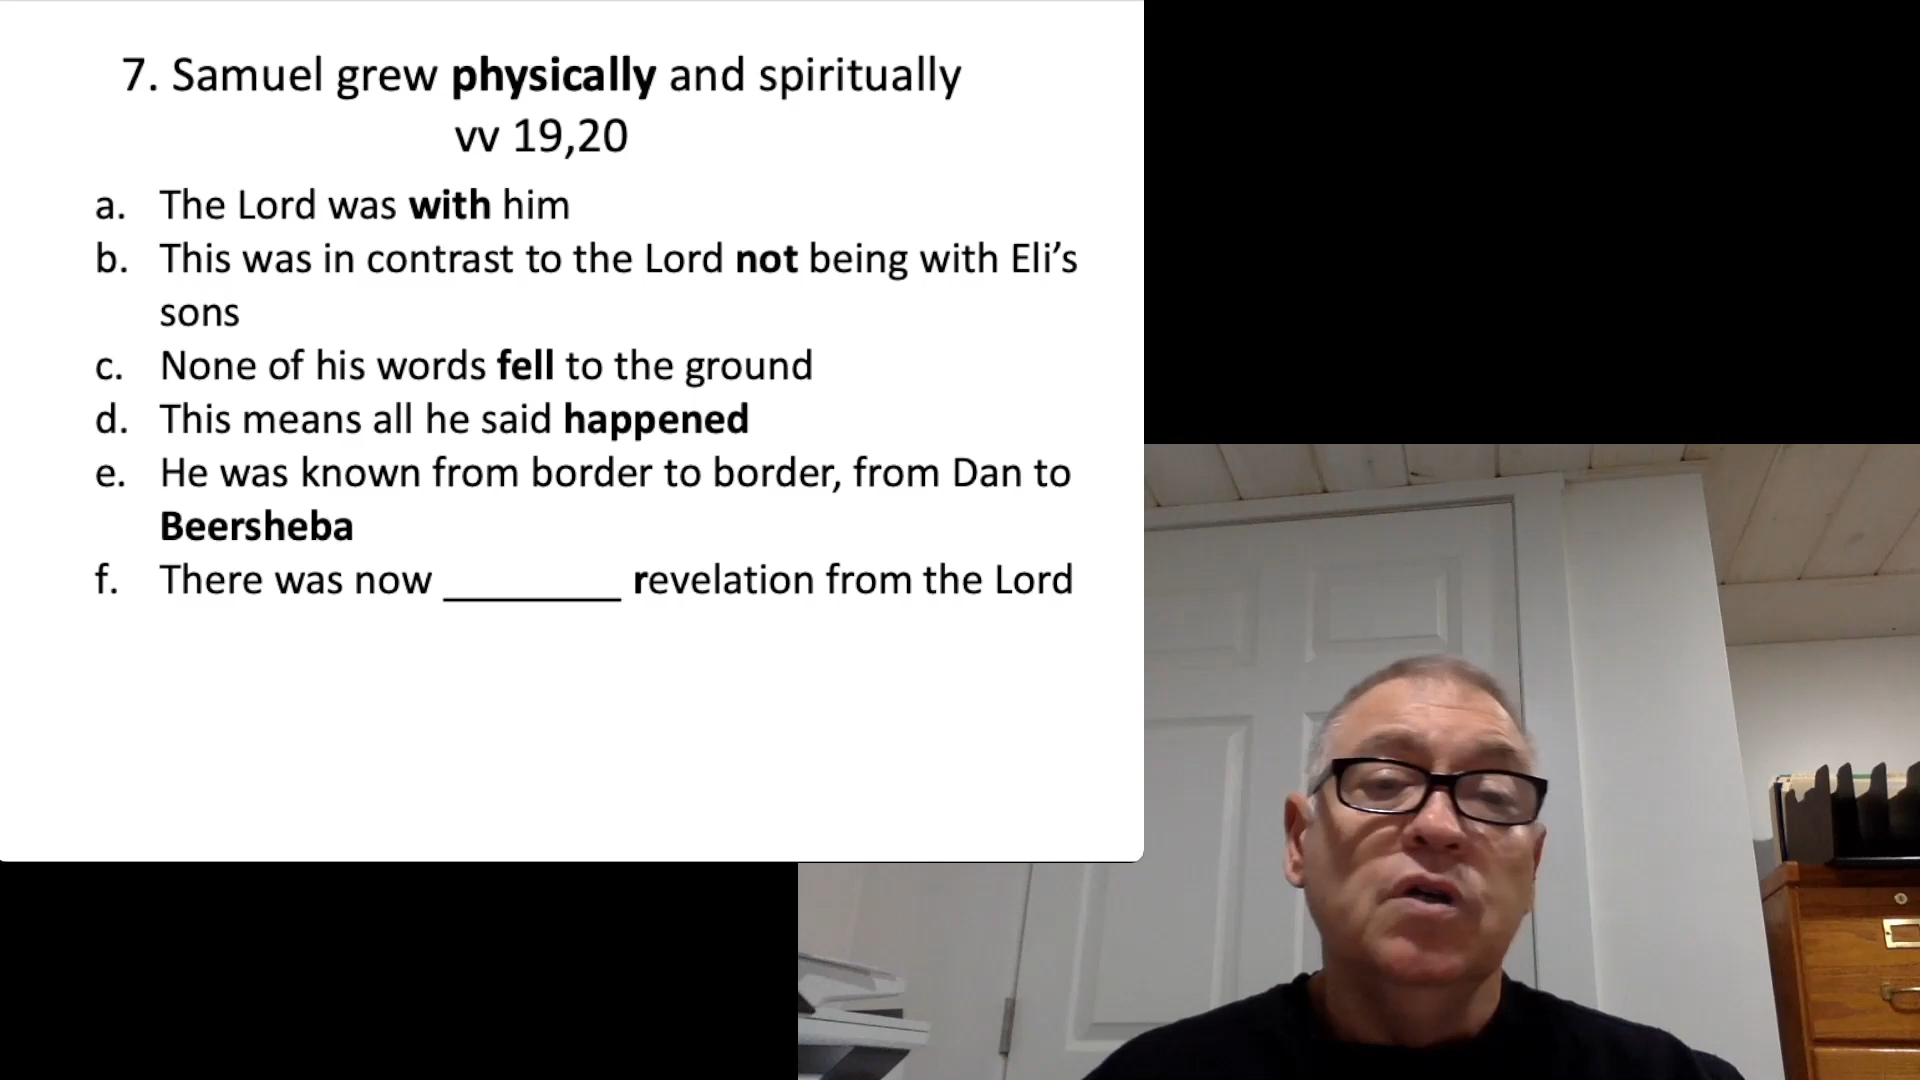 7. Samuel grew physically and spiritually
vv 19,20
a. The Lord was with him
b. This was in contrast to the Lord not being with Eli’s
sons
c. None of his words fell to the ground
d. This means all he said happened
e. He was known from border to border, from Dan to
Beersheba
f. There was now ________ revelation from the Lord